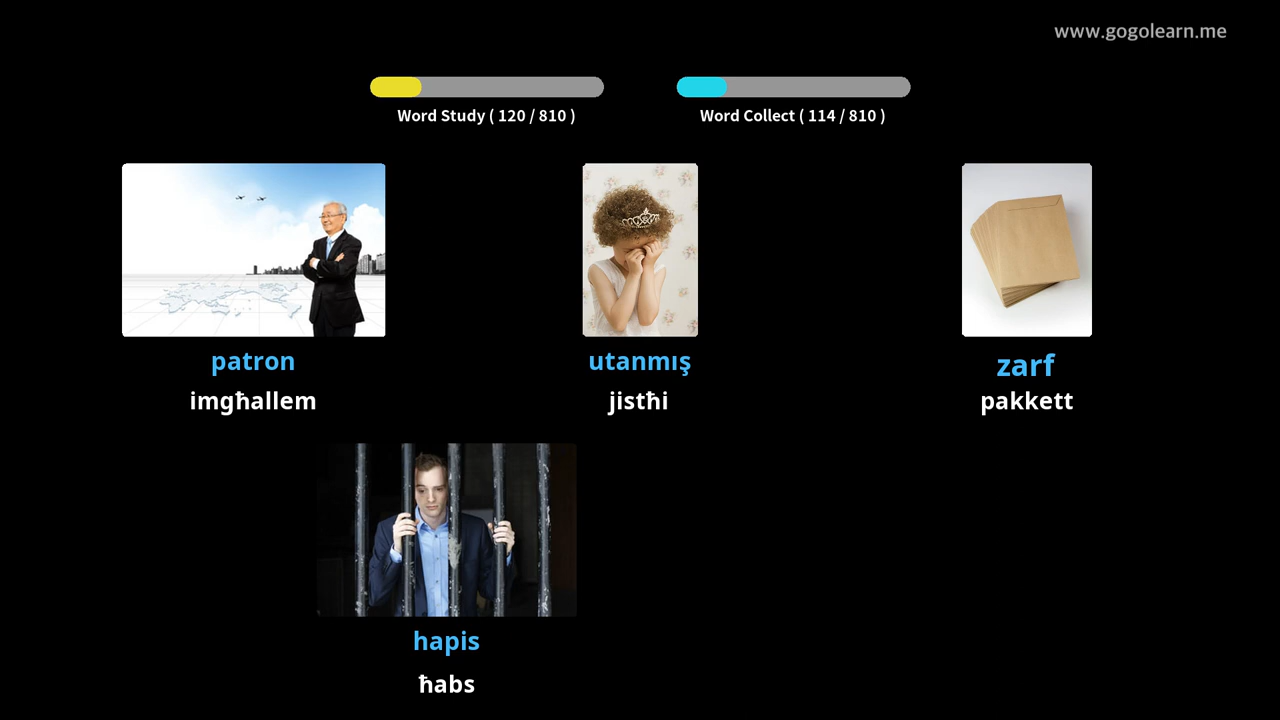 www.gogolearn.me
Word Study ( 120 / 810 )
Word Collect ( 114 / 810 )
patron
utanmış
zarf
imgħallem
jistħi
pakkett
hapis
ħabs